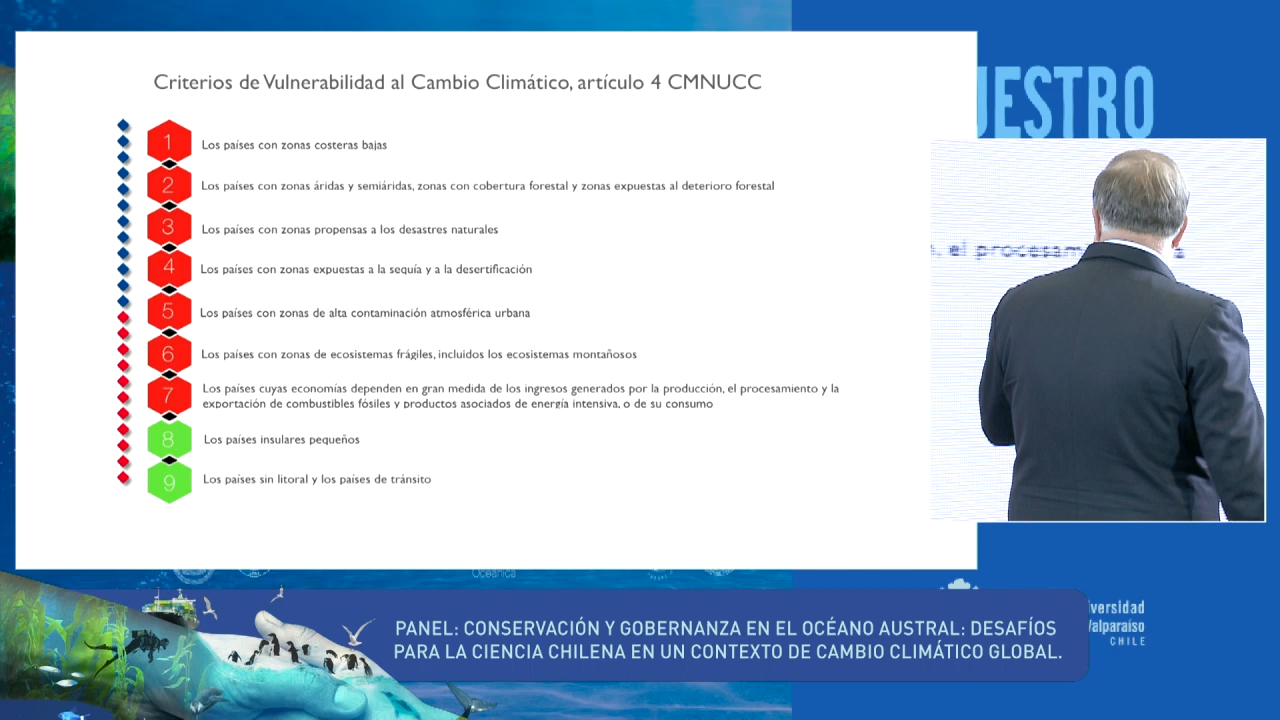 Criterios de Vulnerabilidad al Cambio Climático, artículo 4 CMNUCC
1 Los países con zonas costeras bajas
2 Los países con zonas áridas y semiáridas, zonas con cobertura forestal y zonas expuestas al deterioro forestal
3 Los países con zonas propensas a los desastres naturales
4 Los países con zonas expuestas a la sequía y a la desertificación
5 Los países con zonas de alta contaminación atmosférica urbana
6 Los países con zonas de ecosistemas frágiles, incluidos los ecosistemas montañosos
7 Los países cuyas economías dependen en gran medida de los ingresos generados por la producción, el procesamiento y la
exportación de combustibles fósiles y productos asociados de energía intensiva, o de su consumo
8 Los países insulares pequeños
9 Los países sin litoral y los países de tránsito
UESTRO
el procesam
Oceánica
PANEL: CONSERVACIÓN Y GOBERNANZA EN EL OCÉANO AUSTRAL: DESAFÍOS
PARA LA CIENCIA CHILENA EN UN CONTEXTO DE CAMBIO CLIMÁTICO GLOBAL.
iversidad
Valparaíso
CHILE